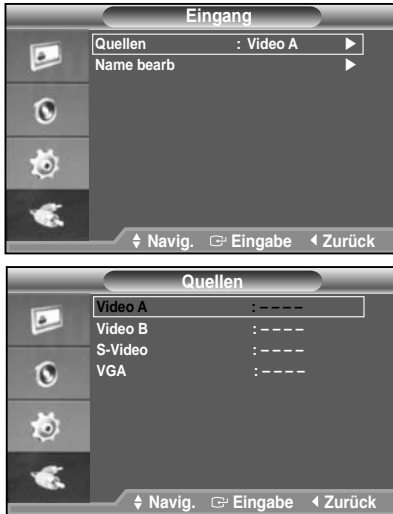 Eingang
Quellen : Video A ▶
Name bearb ▶
Navig. Eingabe Zurück
Quellen
Video A : – – – –
Video B : – – – –
S-Video : – – – –
VGA : – – – –
Navig. Eingabe Zurück